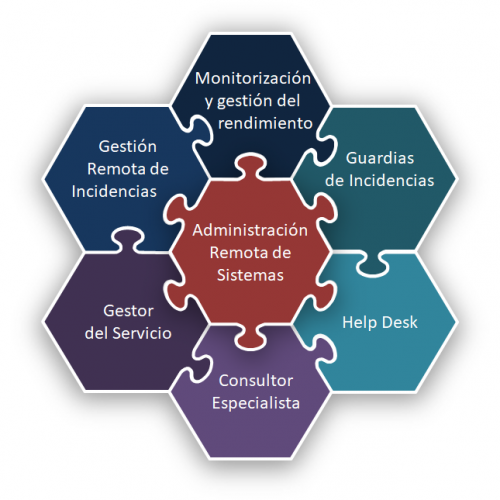 Monitorización
y gestión del
rendimiento
Gestión
Remota de
Incidencias
Guardias
de Incidencias
Administración
Remota de
Sistemas
Gestor
del Servicio
Help Desk
Consultor
Especialista